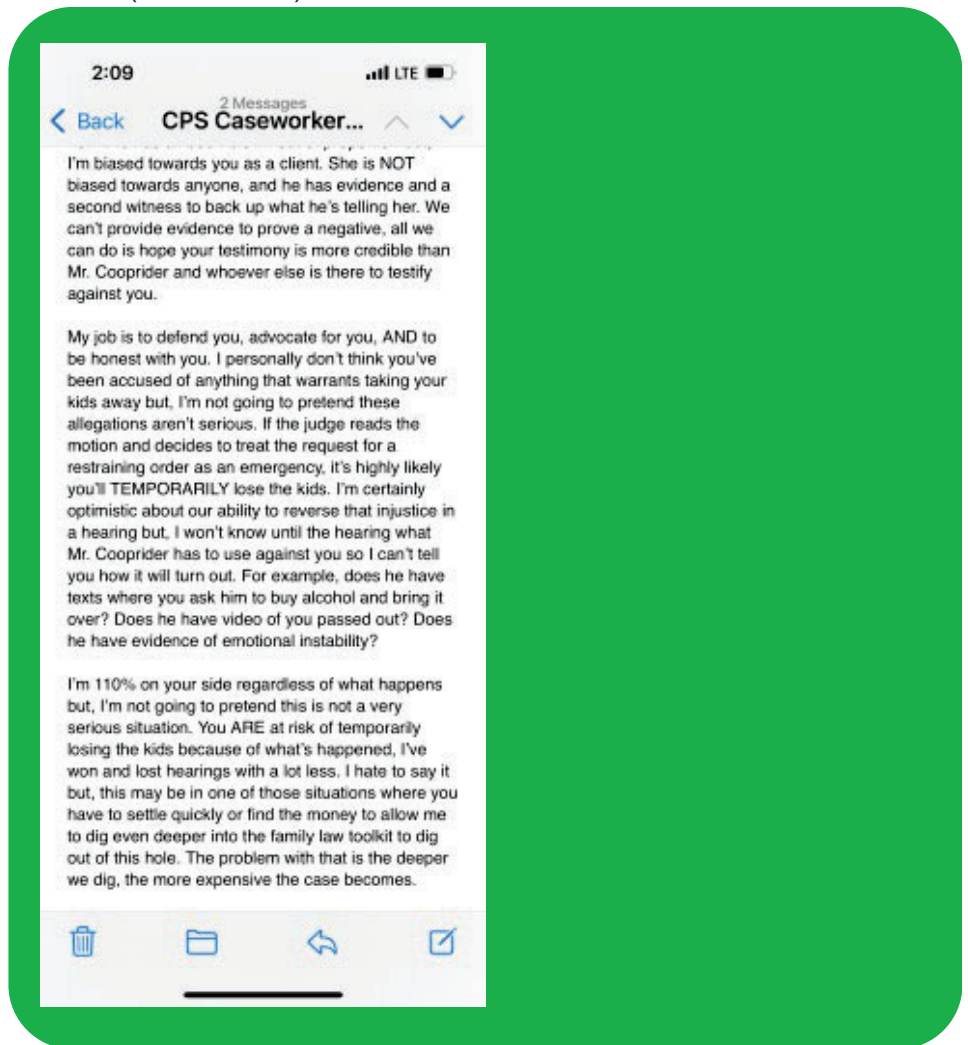 2:09
LTE
2 Messages
Back
CPS Caseworker...
I'm biased towards you as a client. She is NOT
biased towards anyone, and he has evidence and a
second witness to back up what he's telling her. We
can't provide evidence to prove a negative, all we
can do is hope your testimony is more credible than
Mr. Cooprider and whoever else is there to testify
against you.
My job is to defend you, advocate for you, AND to
be honest with you. I personally don't think you've
been accused of anything that warrants taking your
kids away but, I'm not going to pretend these
allegations aren't serious. If the judge reads the
motion and decides to treat the request for a
restraining order as an emergency, it's highly likely
you'll TEMPORARILY lose the kids. I'm certainly
optimistic about our ability to reverse that injustice in
a hearing but, I won't know until the hearing what
Mr. Cooprider has to use against you so I can't tell
you how it will turn out. For example, does he have
texts where you ask him to buy alcohol and bring it
over? Does he have video of you passed out? Does
he have evidence of emotional instability?
I'm 110% on your side regardless of what happens
but, I'm not going to pretend this is not a very
serious situation. You ARE at risk of temporarily
losing the kids because of what's happened, I've
won and lost hearings with a lot less. I hate to say it
but, this may be in one of those situations where you
have to settle quickly or find the money to allow me
to dig even deeper into the family law toolkit to dig
out of this hole. The problem with that is the deeper
we dig, the more expensive the case becomes.